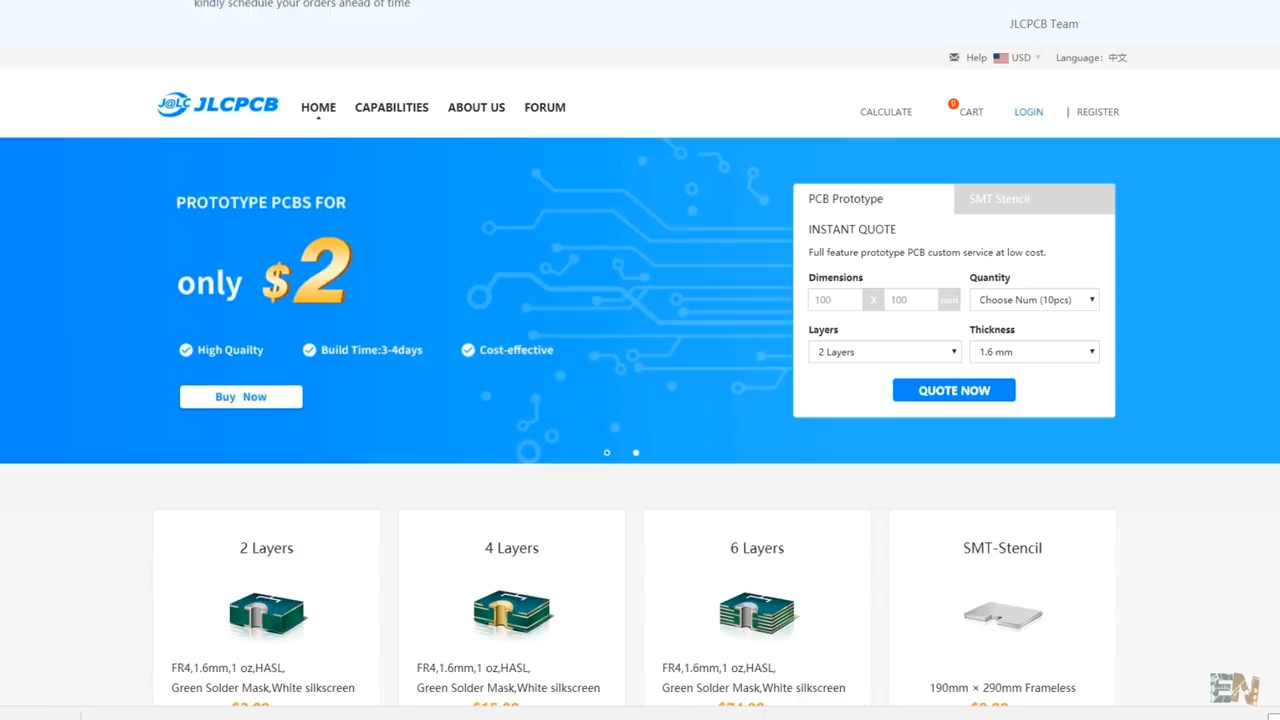 kindly schedule your orders ahead of time
JLCPCB Team
Help USD Language: 中文
J@LC JLCPCB HOME CAPABILITIES ABOUT US FORUM
CALCULATE 0 CART LOGIN | REGISTER
PROTOTYPE PCBS FOR
only $2
High Quailty Build Time:3-4days Cost-effective
Buy Now
PCB Prototype SMT Stencil
INSTANT QUOTE
Full feature prototype PCB custom service at low cost.
Dimensions Quantity
100 X 100 mm Choose Num (10pcs)
Layers Thickness
2 Layers 1.6 mm
QUOTE NOW
2 Layers
FR4,1.6mm,1 oz,HASL,
Green Solder Mask,White silkscreen
4 Layers
FR4,1.6mm,1 oz,HASL,
Green Solder Mask,White silkscreen
6 Layers
FR4,1.6mm,1 oz,HASL,
Green Solder Mask,White silkscreen
SMT-Stencil
190mm × 290mm Frameless
EN